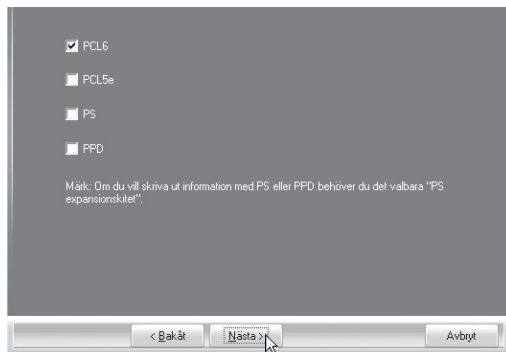 PCL6
PCL5e
PS
PPD
Märk: Om du vill skriva ut information med PS eller PPD behöver du det valbara "PS
expansionskitet".
< Bakåt
Nästa >
Avbryt